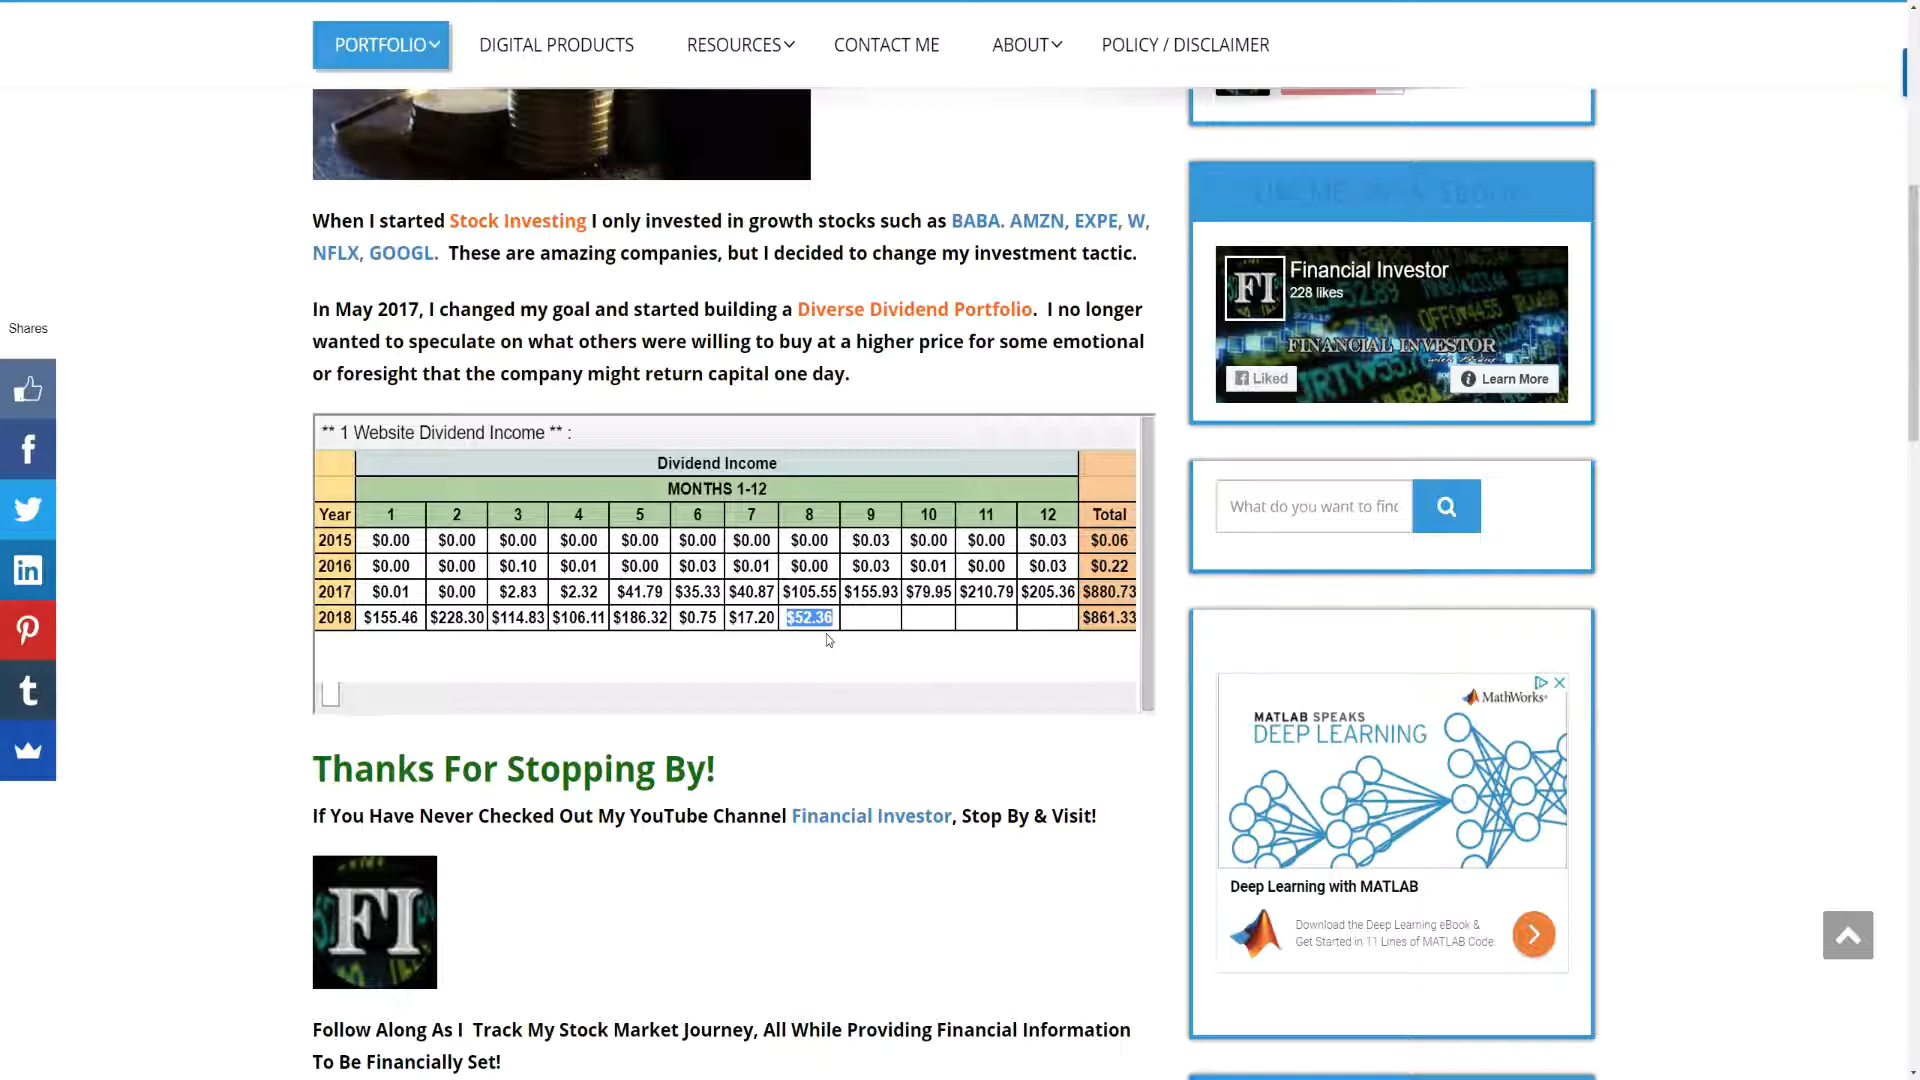 PORTFOLIO DIGITAL PRODUCTS RESOURCES CONTACT ME ABOUT POLICY / DISCLAIMER
When I started Stock Investing I only invested in growth stocks such as BABA. AMZN, EXPE, W,
NFLX, GOOGL. These are amazing companies, but I decided to change my investment tactic.
In May 2017, I changed my goal and started building a Diverse Dividend Portfolio. I no longer
wanted to speculate on what others were willing to buy at a higher price for some emotional
or foresight that the company might return capital one day.
** 1 Website Dividend Income ** :
Dividend Income
MONTHS 1-12
Year 1 2 3 4 5 6 7 8 9 10 11 12 Total
2015 $0.00 $0.00 $0.00 $0.00 $0.00 $0.00 $0.00 $0.00 $0.03 $0.00 $0.00 $0.03 $0.06
2016 $0.00 $0.00 $0.10 $0.01 $0.00 $0.03 $0.01 $0.00 $0.03 $0.01 $0.00 $0.03 $0.22
2017 $0.01 $0.00 $2.83 $2.32 $41.79 $35.33 $40.87 $105.55 $155.93 $79.95 $210.79 $205.36 $880.73
2018 $155.46 $228.30 $114.83 $106.11 $186.32 $0.75 $17.20 $52.36 $861.33
Thanks For Stopping By!
If You Have Never Checked Out My YouTube Channel Financial Investor, Stop By & Visit!
FI
Follow Along As I Track My Stock Market Journey, All While Providing Financial Information
To Be Financially Set!
Shares
Financial Investor
228 likes
FI
FINANCIAL INVESTOR
Liked
Learn More
What do you want to find
MathWorks
MATLAB SPEAKS
DEEP LEARNING
Deep Learning with MATLAB
Download the Deep Learning eBook &
Get Started in 11 Lines of MATLAB Code.